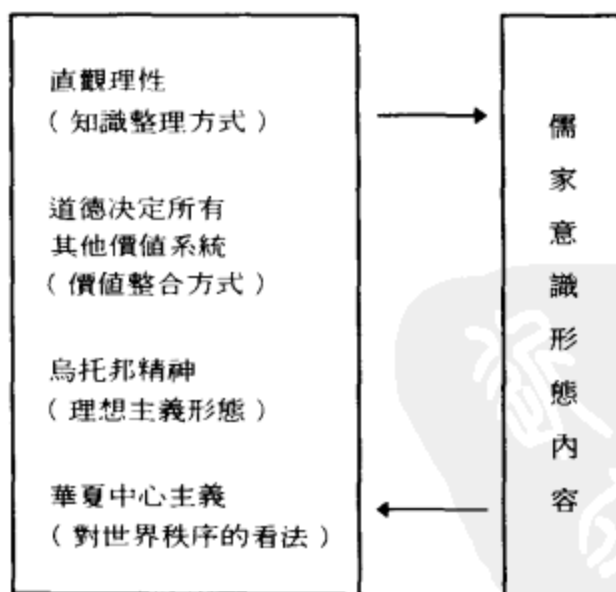 直觀理性
（知識整理方式）
道德決定所有
其他價值系統
（價值整合方式）
烏托邦精神
（理想主義形態）
華夏中心主義
（對世界秩序的看法）
儒家意識形態內容